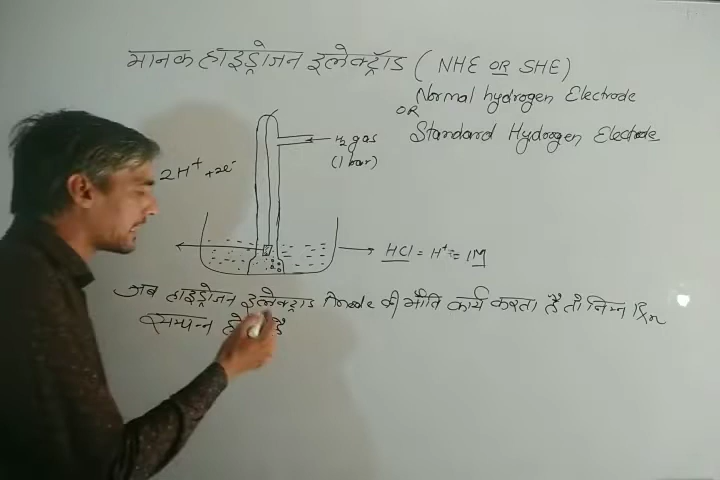 मानक हाइड्रोजन इलेक्ट्रॉड ( NHE OR SHE )
Normal hydrogen Electrode
OR
Standard Hydrogen Electrode
H₂ gas
(1 bar)
2H⁺ +2e⁻
HCl = H⁺ = 1M
जब हाइड्रोजन इलेक्ट्राड Anode की भाँति कार्य करता है तो निम्न Rxn
सम्पन्न